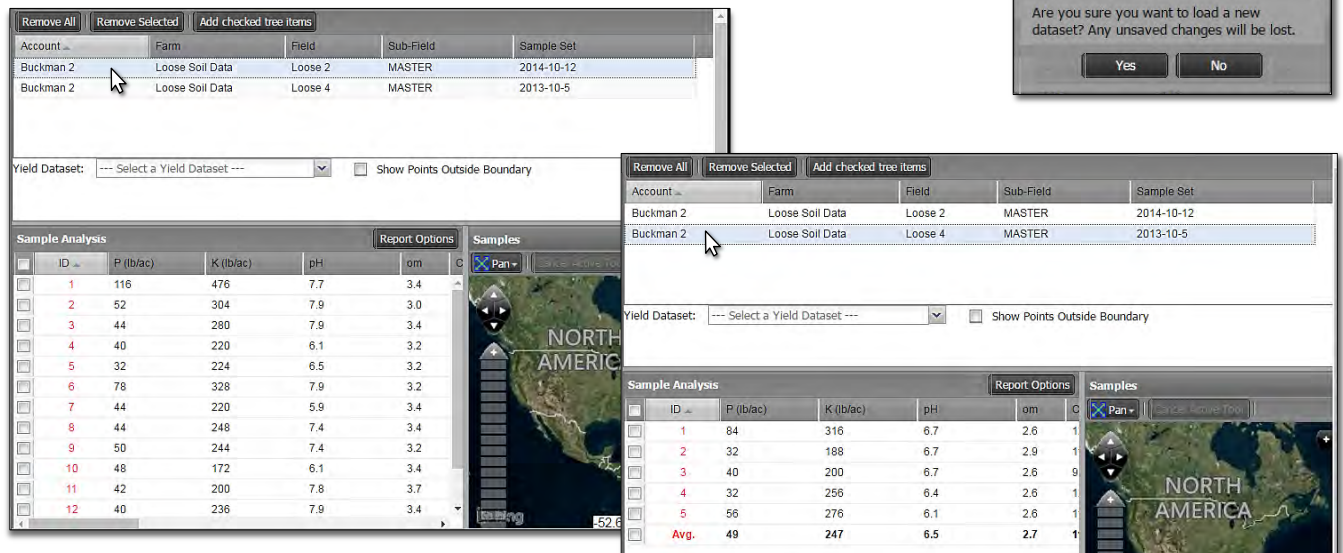 Remove All Remove Selected Add checked tree items
Account Farm Field Sub-Field Sample Set
Buckman 2 Loose Soil Data Loose 2 MASTER 2014-10-12
Buckman 2 Loose Soil Data Loose 4 MASTER 2013-10-5
Yield Dataset: --- Select a Yield Dataset --- Show Points Outside Boundary
Sample Analysis Report Options Samples
ID P (lb/ac) K (lb/ac) pH om C Pan
1 116 476 7.7 3.4
2 52 304 7.9 3.0
3 44 280 7.9 3.4
4 40 220 6.1 3.2
5 32 224 6.5 3.2
6 78 328 7.9 3.2
7 44 220 5.9 3.4
8 44 248 7.4 3.4
9 50 244 7.4 3.2
10 48 172 6.1 3.4
11 42 200 7.8 3.7
12 40 236 7.9 3.4
NORTH
AMERIC
-52.6
Are you sure you want to load a new
dataset? Any unsaved changes will be lost.
Yes No
Remove All Remove Selected Add checked tree items
Account Farm Field Sub-Field Sample Set
Buckman 2 Loose Soil Data Loose 2 MASTER 2014-10-12
Buckman 2 Loose Soil Data Loose 4 MASTER 2013-10-5
Yield Dataset: --- Select a Yield Dataset --- Show Points Outside Boundary
Sample Analysis Report Options Samples
ID P (lb/ac) K (lb/ac) pH om C Pan Cancel Active Tool
1 84 316 6.7 2.6 1
2 32 188 6.7 2.9 1
3 40 200 6.7 2.6 9
4 32 256 6.4 2.6 1
5 56 276 6.1 2.6 1
Avg. 49 247 6.5 2.7 1
NORTH
AMERICA